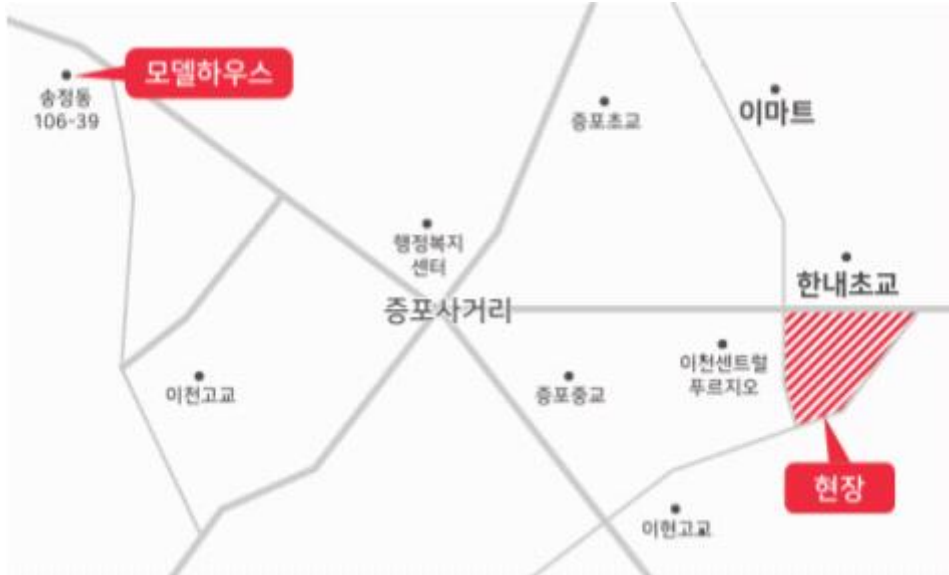 모델하우스
송정동
106-39
증포초교
이마트
행정복지
센터
한내초교
증포사거리
이천센트럴
푸르지오
이천고교
증포중교
현장
이현고교